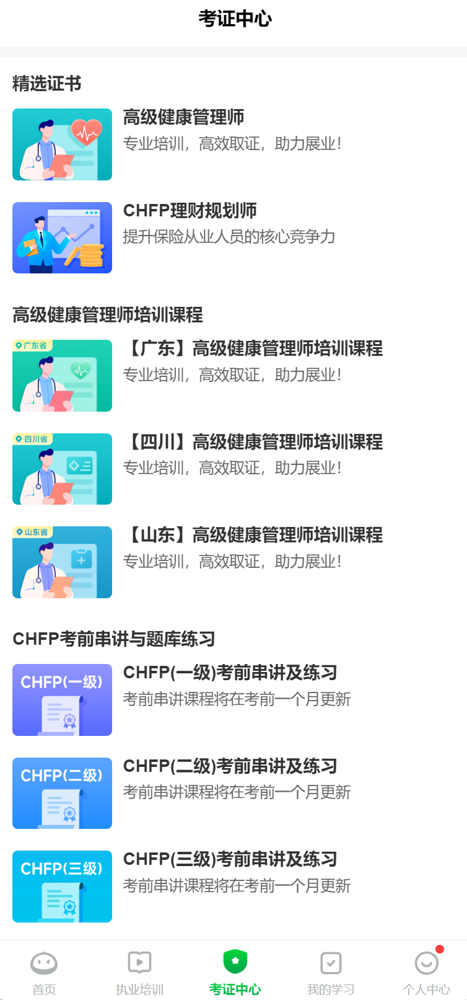 考证中心
精选证书
高级健康管理师
专业培训，高效取证，助力展业！
CHFP理财规划师
提升保险从业人员的核心竞争力
高级健康管理师培训课程
广东省
【广东】高级健康管理师培训课程
专业培训，高效取证，助力展业！
四川省
【四川】高级健康管理师培训课程
专业培训，高效取证，助力展业！
山东省
【山东】高级健康管理师培训课程
专业培训，高效取证，助力展业！
CHFP考前串讲与题库练习
CHFP(一级)
CHFP(一级)考前串讲及练习
考前串讲课程将在考前一个月更新
CHFP(二级)
CHFP(二级)考前串讲及练习
考前串讲课程将在考前一个月更新
CHFP(三级)
CHFP(三级)考前串讲及练习
考前串讲课程将在考前一个月更新
首页 执业培训 考证中心 我的学习 个人中心